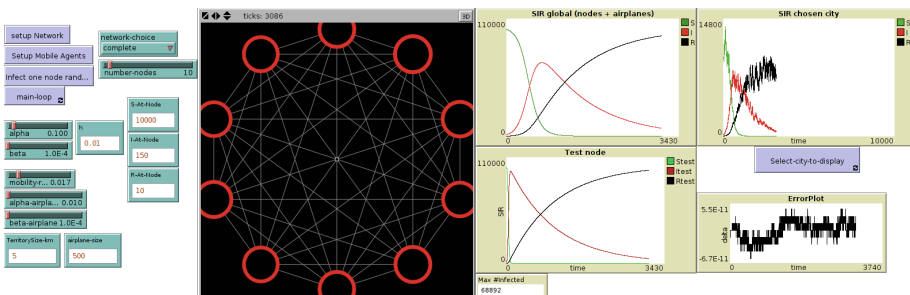 setup Network
Setup Mobile Agents
Infect one node rand...
main-loop
network-choice
complete
number-nodes 10
alpha 0.100
beta 1.0E-4
h
0.01
S-At-Node
10000
I-At-Node
150
R-At-Node
10
mobility-r... 0.017
alpha-airpla... 0.010
beta-airplane 1.0E-4
TerritorySize-km
5
airplane-size
500
ticks: 3086
3D
SIR global (nodes + airplanes)
110000
0
0 time 3430
S
I
R
SIR chosen city
14800
0
0 time 10000
S
I
R
Test node
110000
SR
0
0 time 3430
Stest
Itest
Rtest
Select-city-to-display
ErrorPlot
5.5E-11
delta
-6.7E-11
0 time 3740
Max #Infected
68892